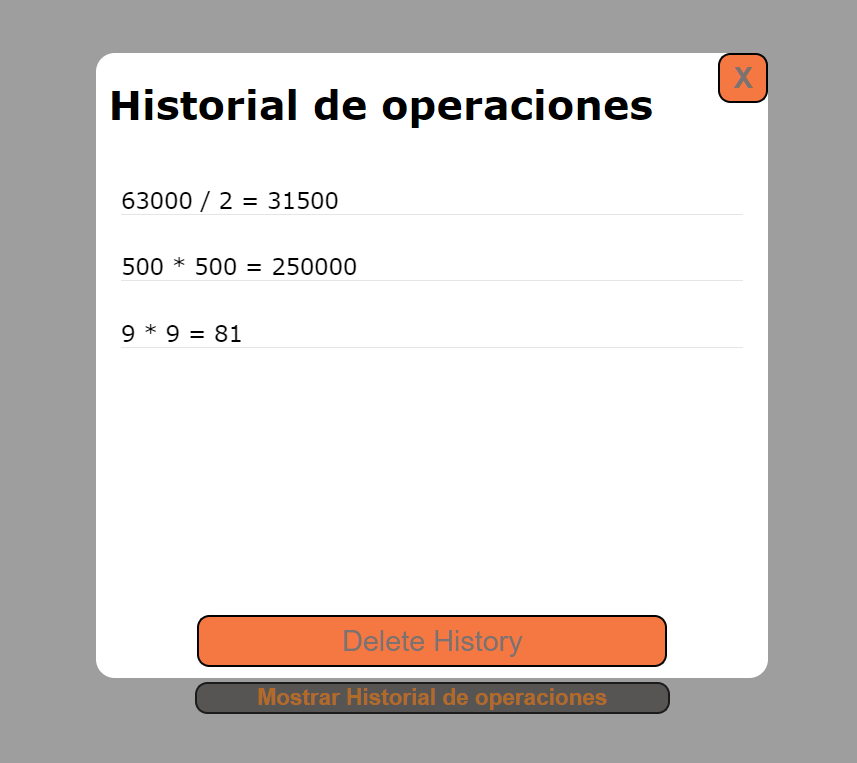 X
Historial de operaciones
63000 / 2 = 31500
500 * 500 = 250000
9 * 9 = 81
Delete History
Mostrar Historial de operaciones